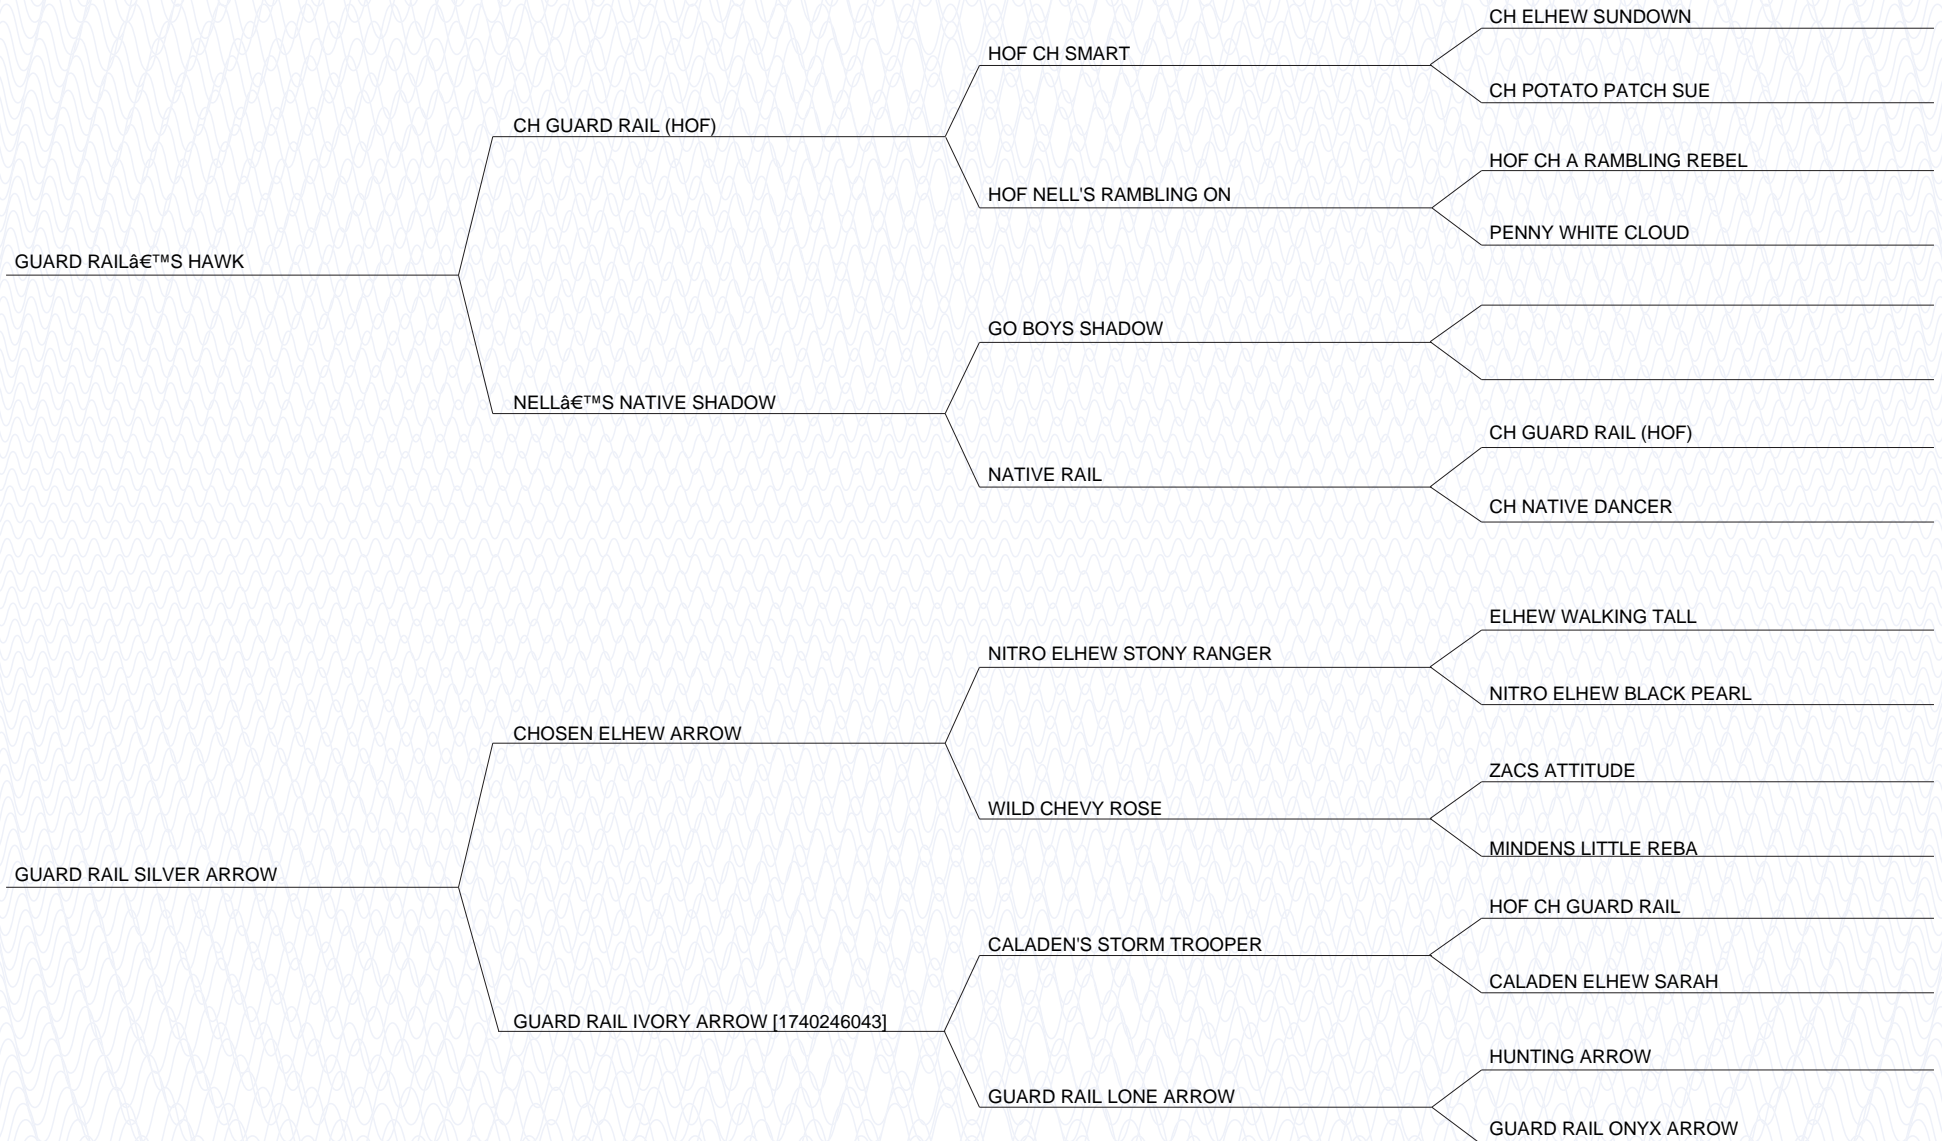 CH ELHEW SUNDOWN
HOF CH SMART
CH POTATO PATCH SUE
CH GUARD RAIL (HOF)
HOF CH A RAMBLING REBEL
HOF NELL'S RAMBLING ON
PENNY WHITE CLOUD
GUARD RAILâ€™S HAWK
GO BOYS SHADOW
NELLâ€™S NATIVE SHADOW
CH GUARD RAIL (HOF)
NATIVE RAIL
CH NATIVE DANCER
ELHEW WALKING TALL
NITRO ELHEW STONY RANGER
NITRO ELHEW BLACK PEARL
CHOSEN ELHEW ARROW
ZACS ATTITUDE
WILD CHEVY ROSE
MINDENS LITTLE REBA
GUARD RAIL SILVER ARROW
HOF CH GUARD RAIL
CALADEN'S STORM TROOPER
CALADEN ELHEW SARAH
GUARD RAIL IVORY ARROW [1740246043]
HUNTING ARROW
GUARD RAIL LONE ARROW
GUARD RAIL ONYX ARROW